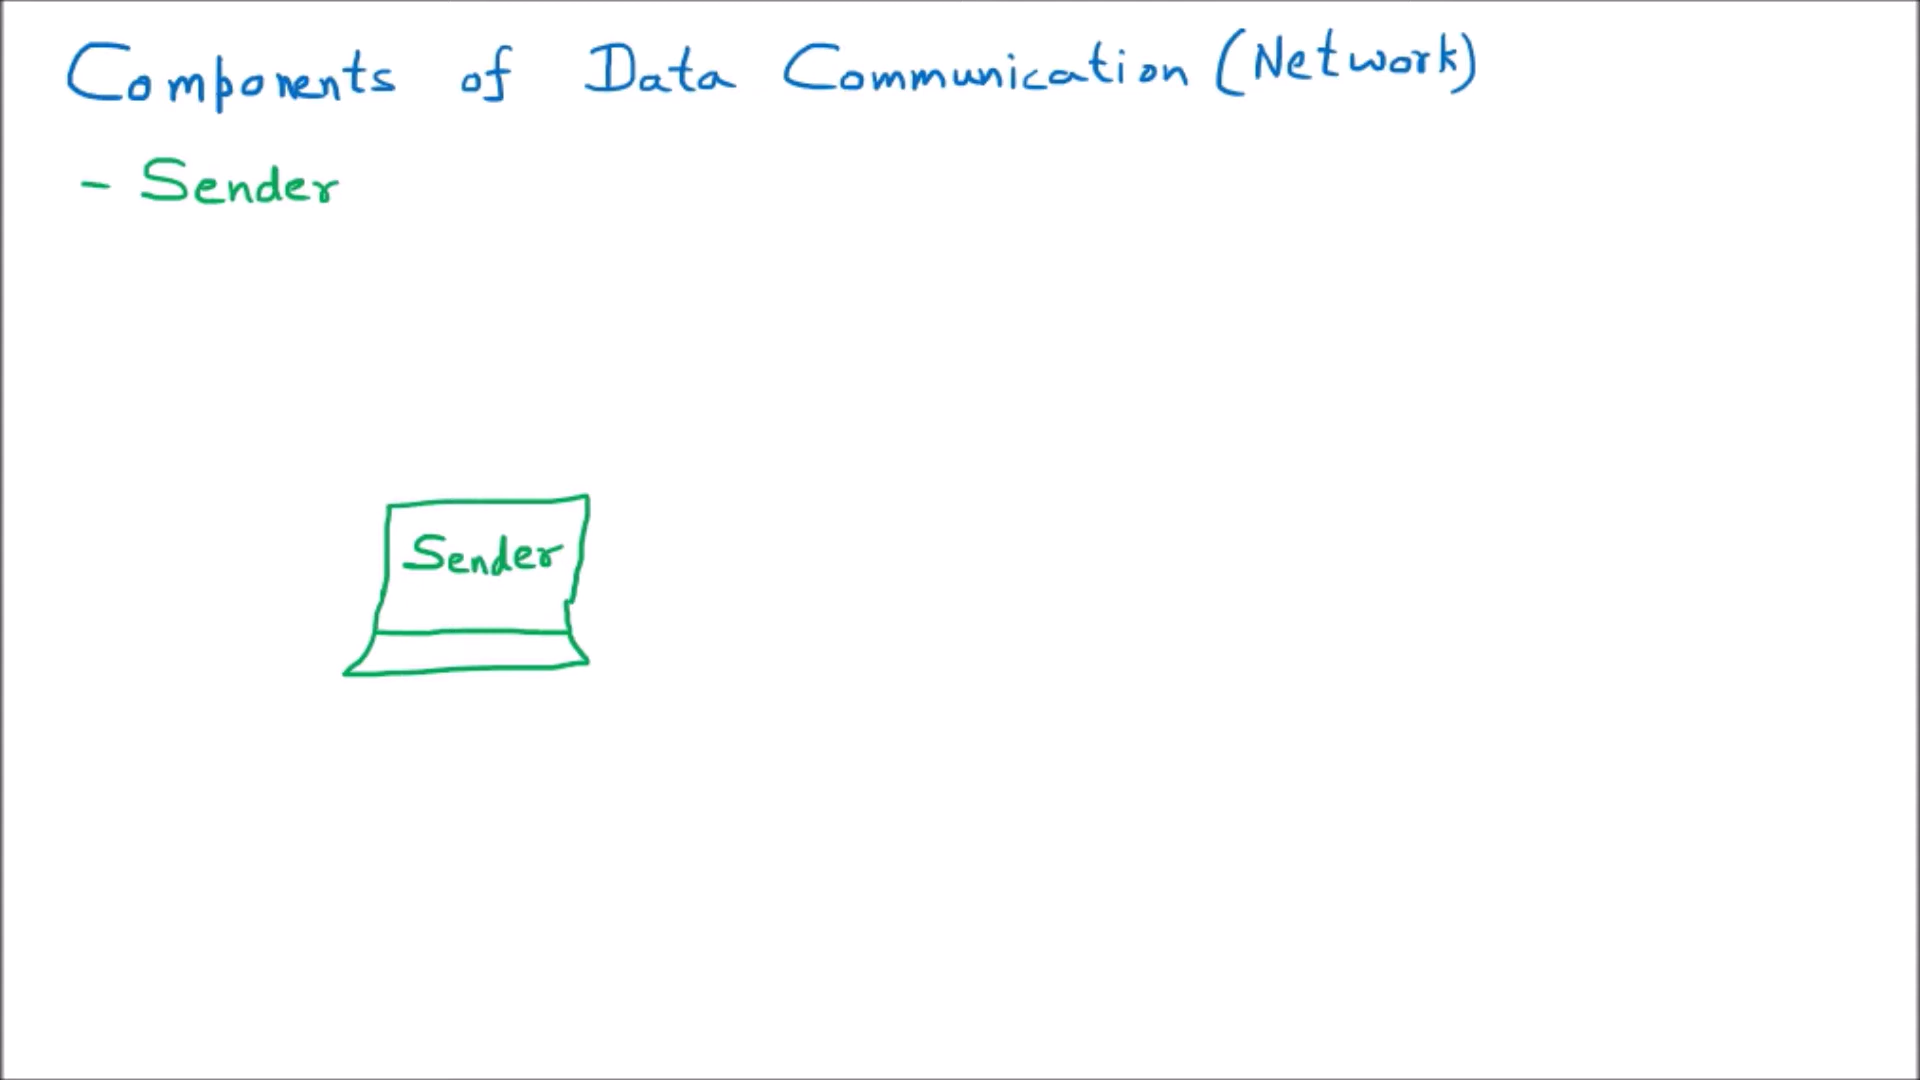 Components of Data Communication (Network)
- Sender
Sender